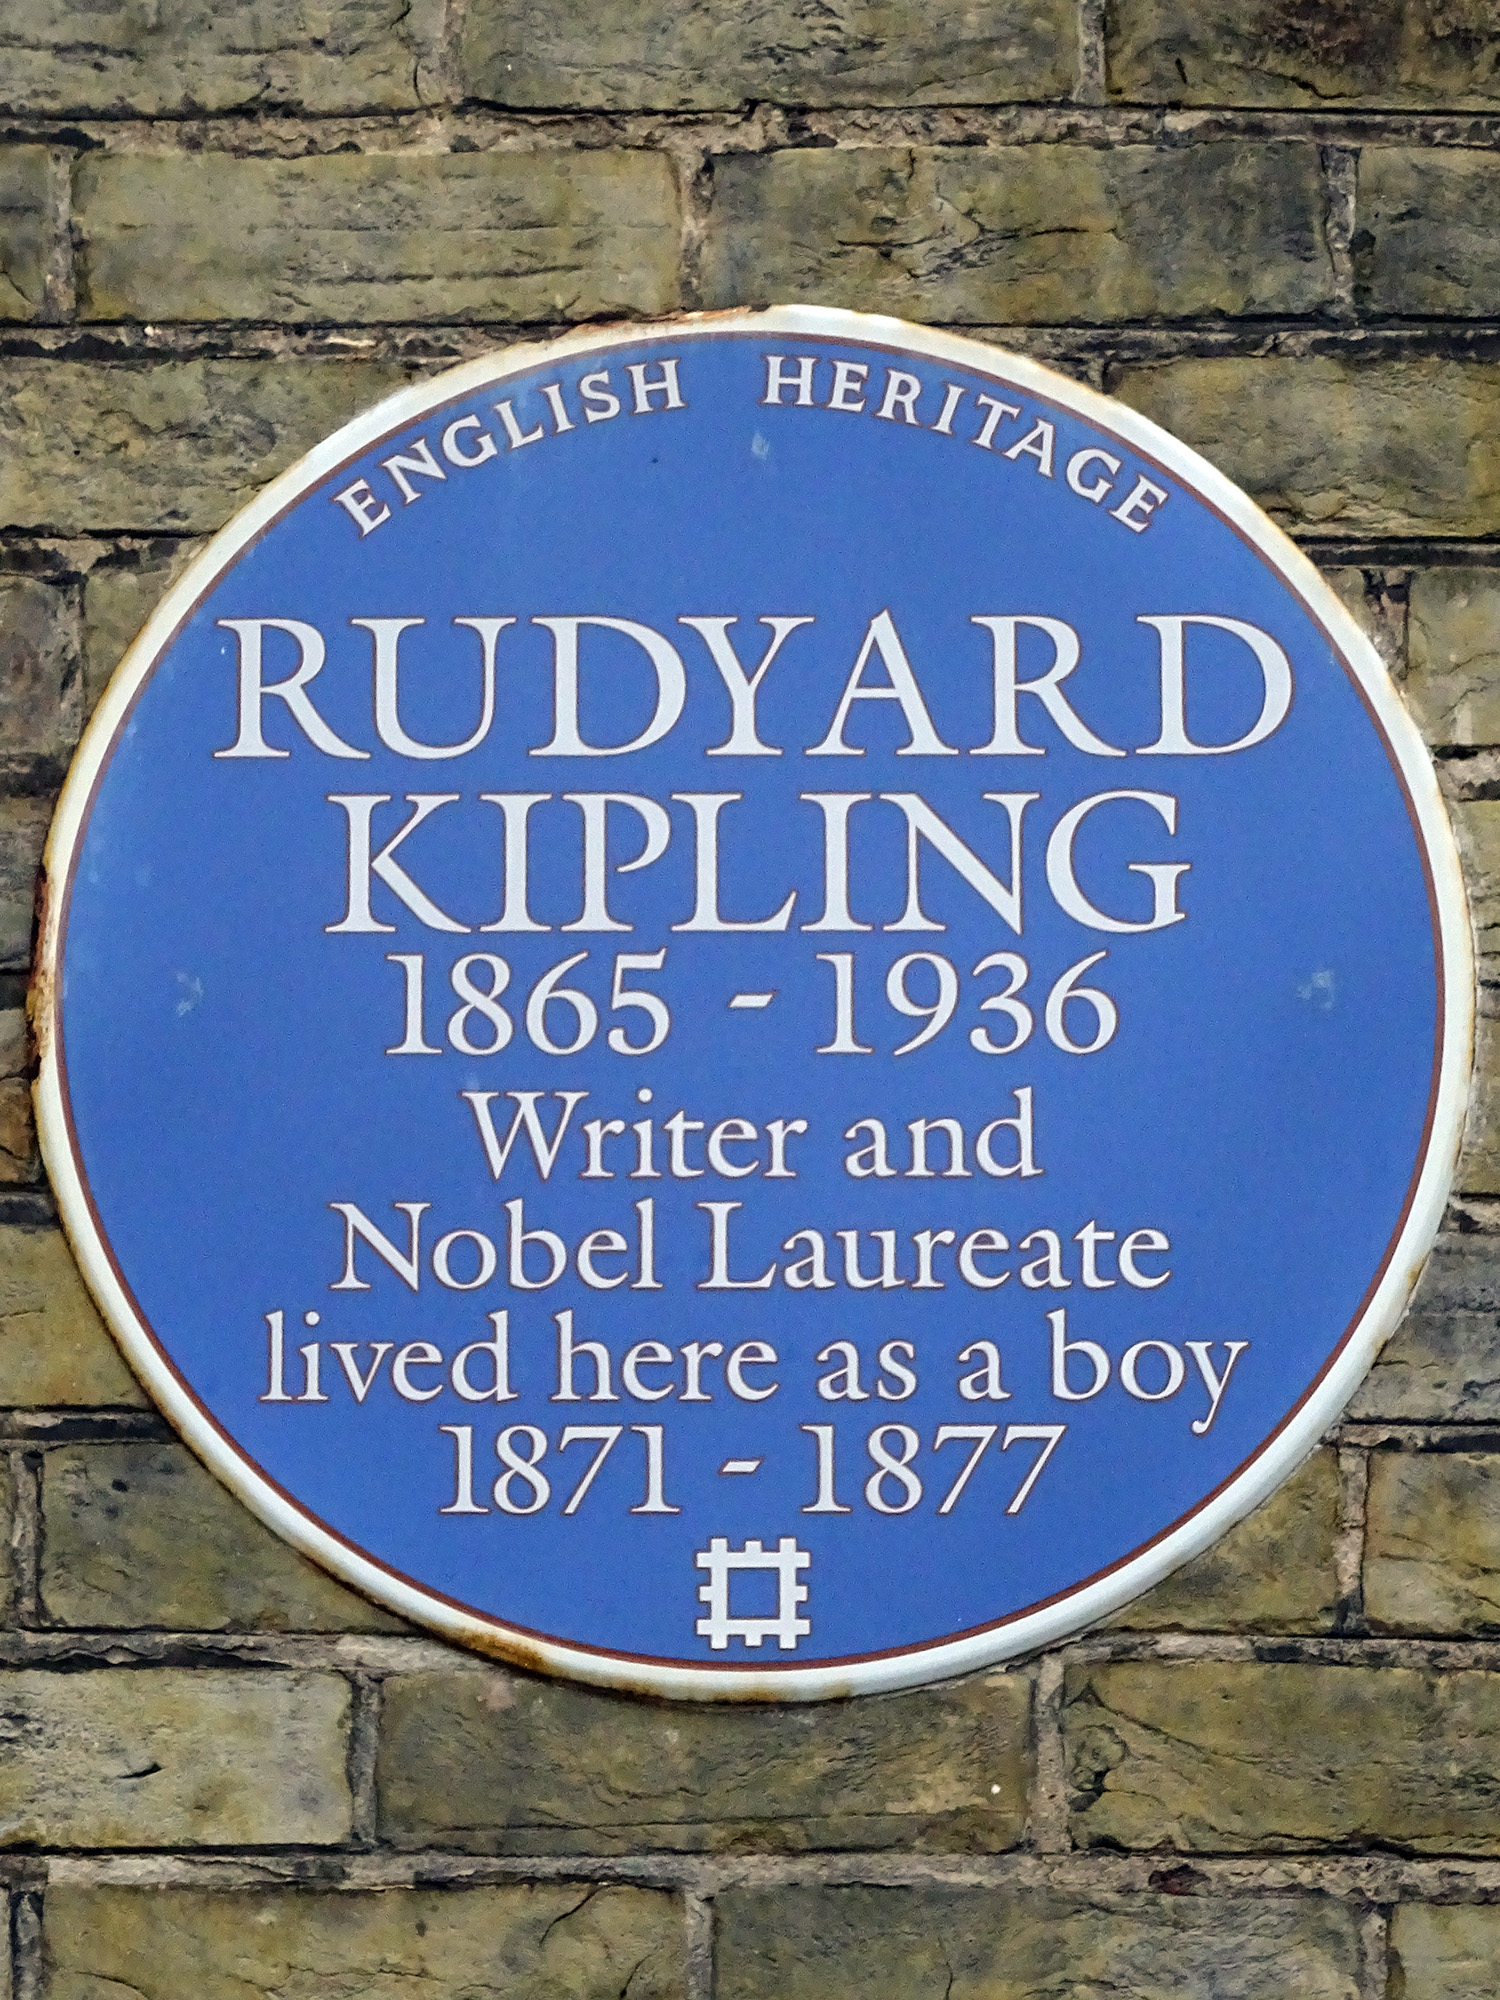 ENGLISH HERITAGE
RUDYARD
KIPLING
1865 - 1936
Writer and
Nobel Laureate
lived here as a boy
1871 - 1877